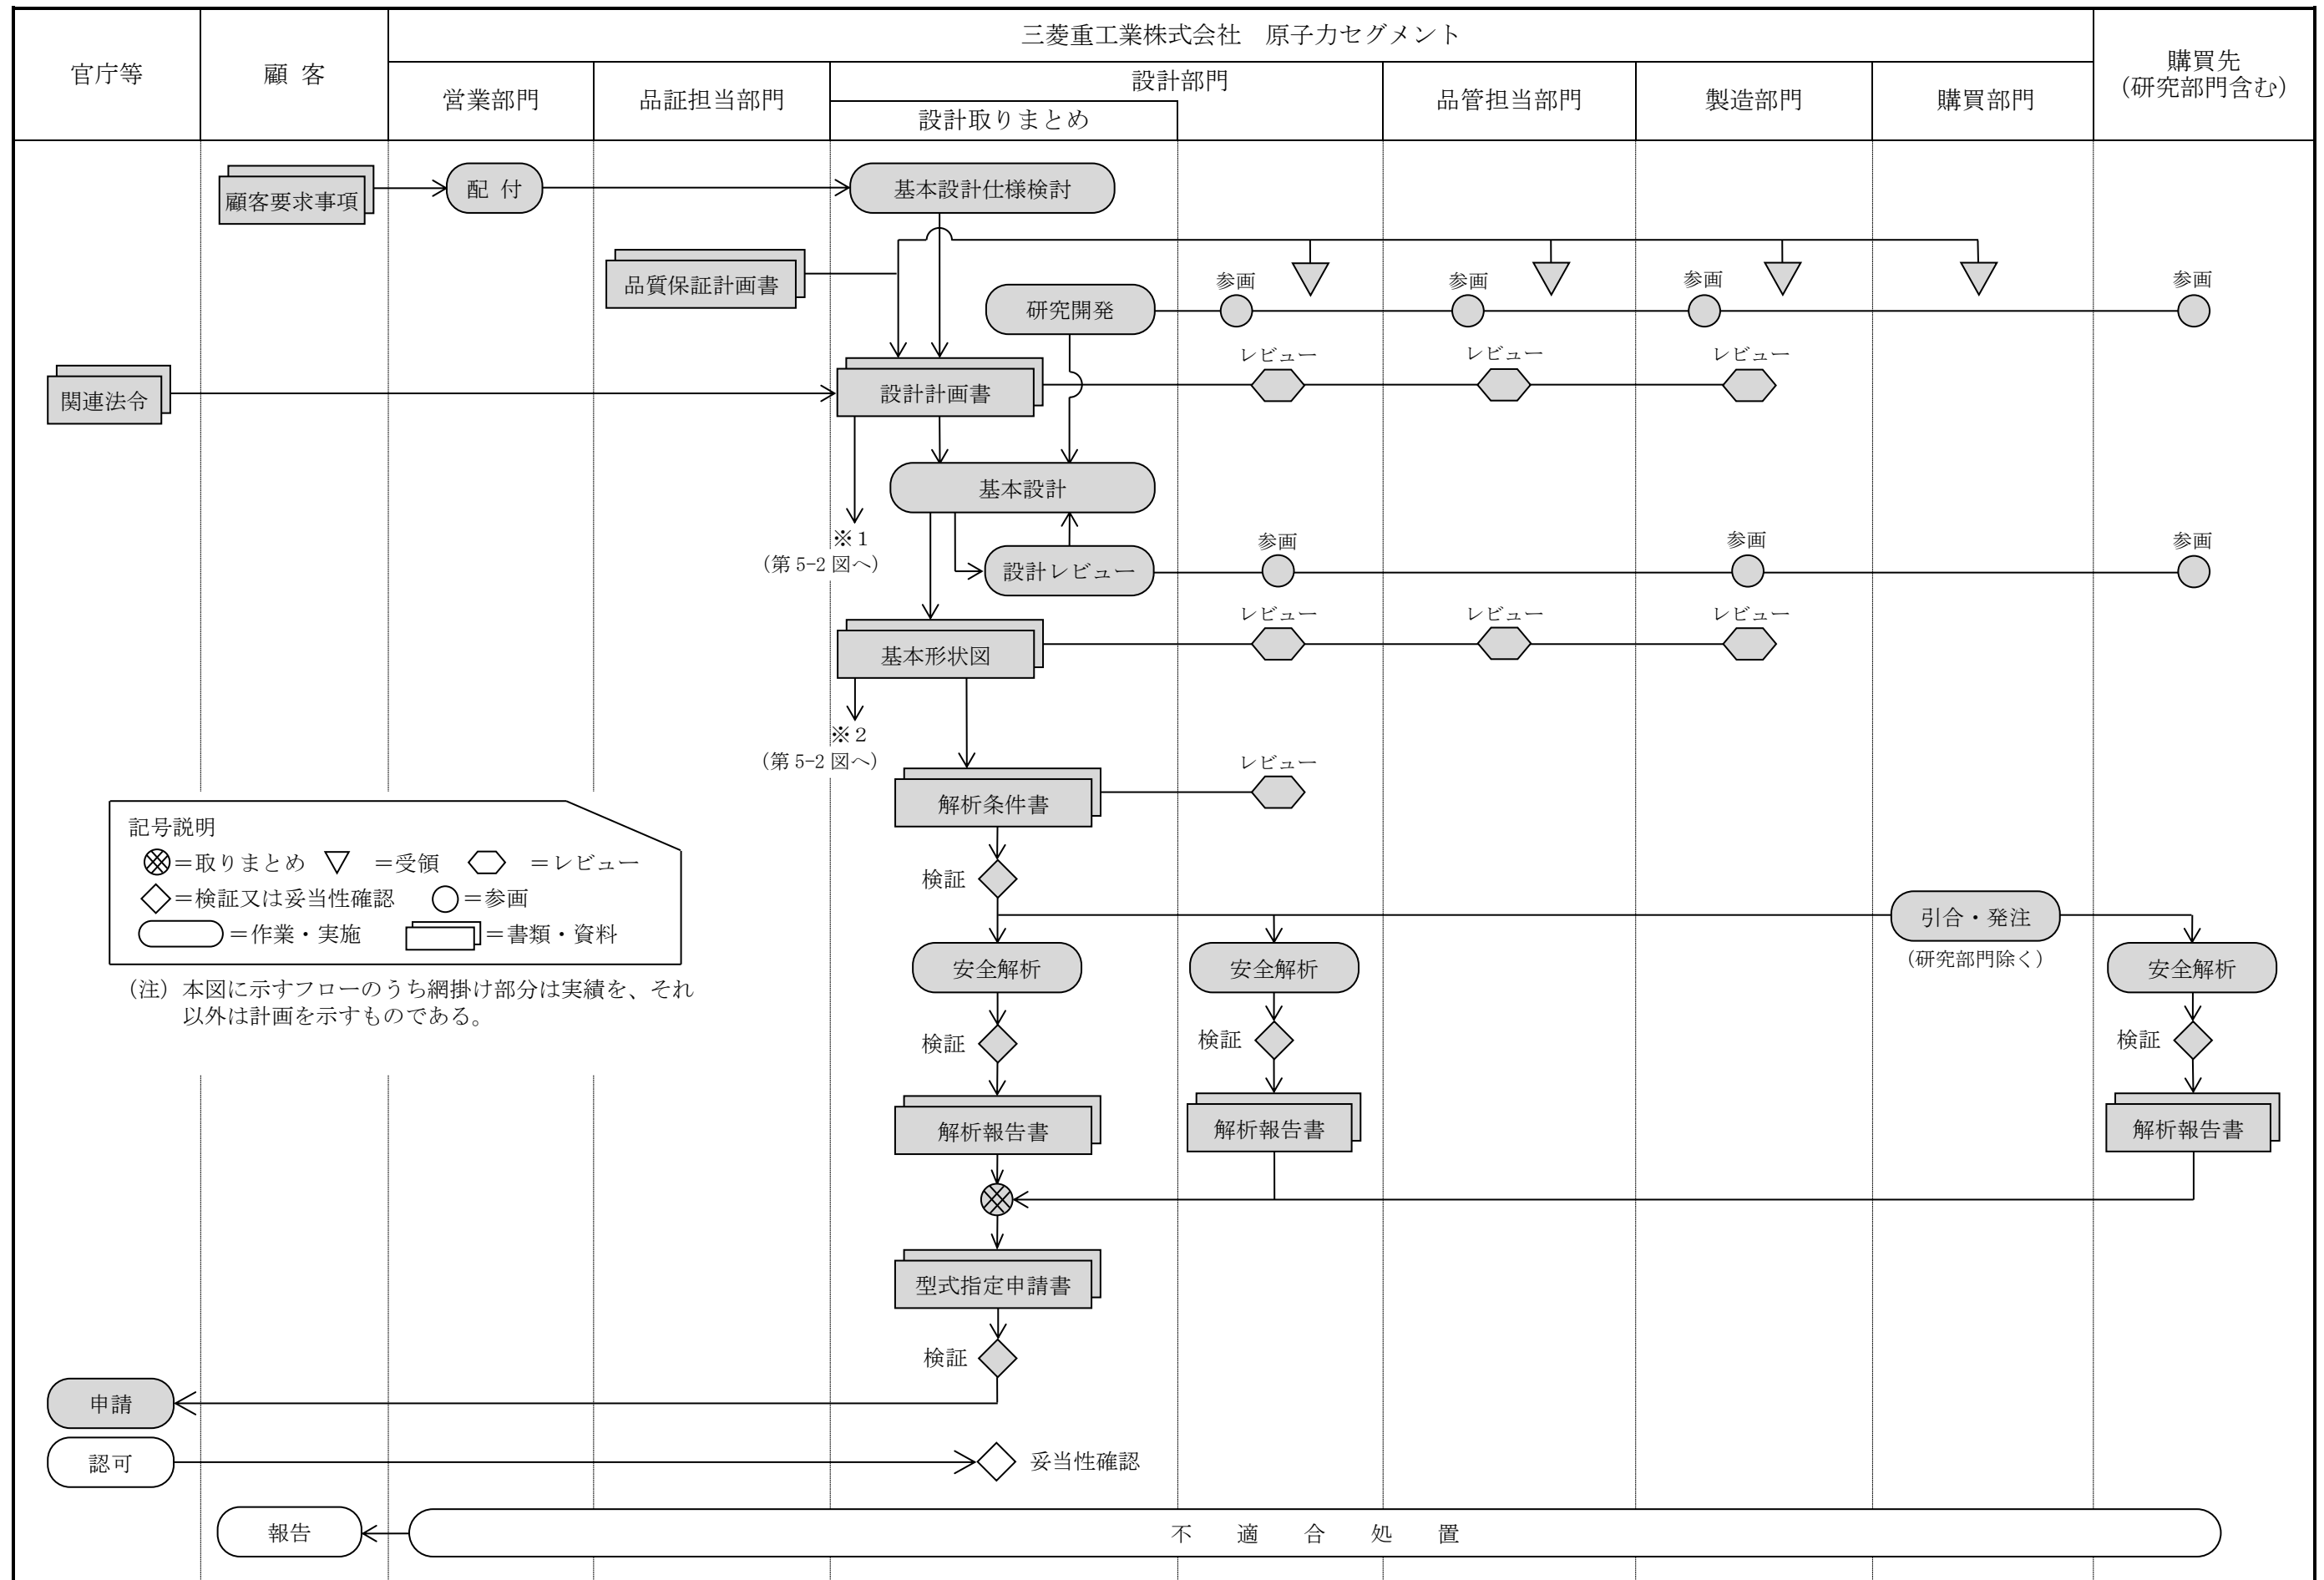 官庁等
顧 客
三菱重工業株式会社　原子力セグメント
購買先
（研究部門含む）
営業部門
品証担当部門
設計部門
設計取りまとめ
品管担当部門
製造部門
購買部門
顧客要求事項
配 付
基本設計仕様検討
品質保証計画書
研究開発
参画
参画
参画
参画
関連法令
設計計画書
レビュー
レビュー
レビュー
基本設計
※１
（第 5-2 図へ）
設計レビュー
参画
参画
参画
基本形状図
レビュー
レビュー
レビュー
※２
（第 5-2 図へ）
解析条件書
レビュー
検証
記号説明
＝取りまとめ
＝受領
＝レビュー
＝検証又は妥当性確認
＝参画
＝作業・実施
＝書類・資料
（注）本図に示すフローのうち網掛け部分は実績を、それ
以外は計画を示すものである。
引合・発注
（研究部門除く）
安全解析
安全解析
安全解析
検証
検証
検証
解析報告書
解析報告書
解析報告書
型式指定申請書
検証
申請
認可
妥当性確認
報告
不　適　合　処　置